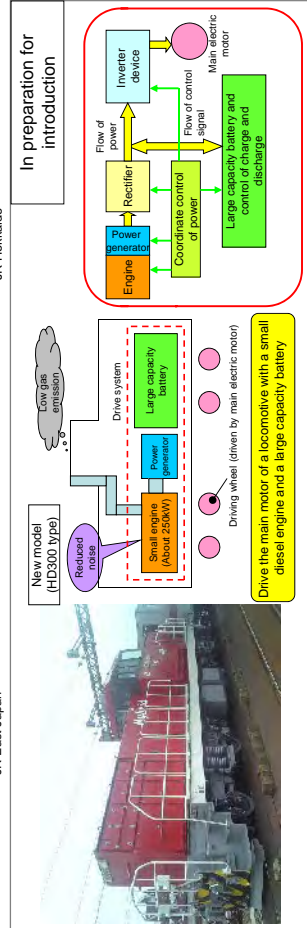 New model
(HD300 type)
Reduced
noise
Low gas
emission
Drive system
Small engine
(About 250kW)
Power
generator
Large capacity
battery
Driving wheel (driven by main electric motor)
Drive the main motor of a locomotive with a small
diesel engine and a large capacity battery
In preparation for
introduction
Flow of
power
Engine
Power
generator
Rectifier
Inverter
device
Main electric
motor
Flow of control
signal
Coordinate control
of power
Large capacity battery and
control of charge and
discharge